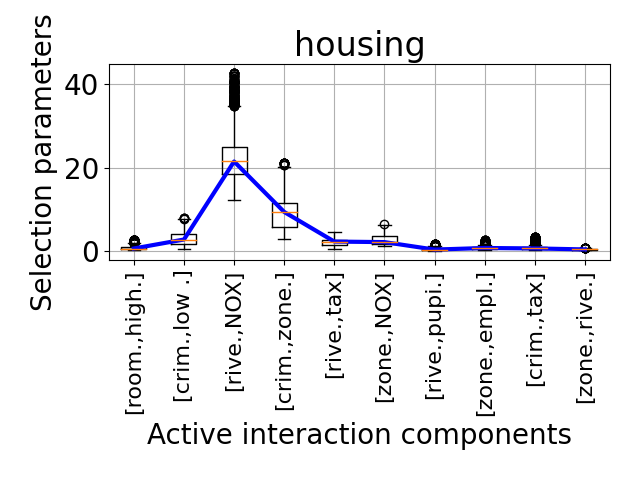 housing
Selection parameters
40
20
0
[room.,high.]
[crim.,low .]
[rive.,NOX]
[crim.,zone.]
[rive.,tax]
[zone.,NOX]
[rive.,pupi.]
[zone.,empl.]
[crim.,tax]
[zone.,rive.]
Active interaction components